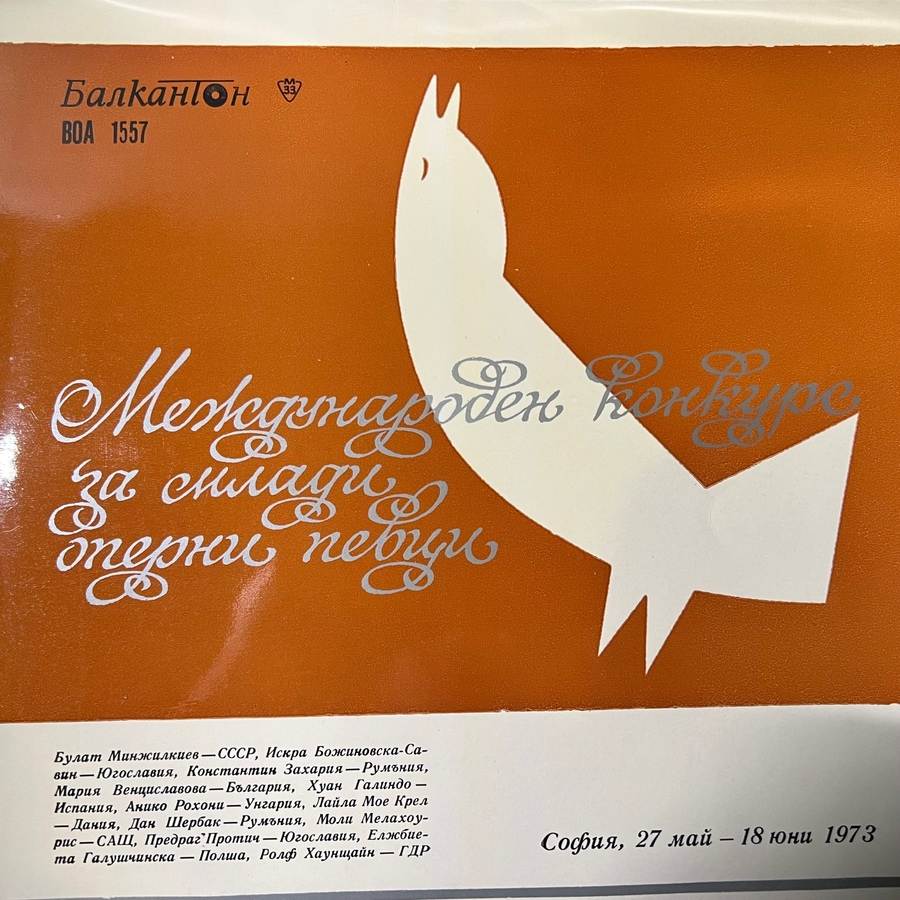 Балкантон М 33
ВОА 1557
Международен конкурс
за млади
оперни певци
Булат Минжилкиев — СССР, Искра Божиновска-Са-
вин — Югославия, Константин Захария — Румъния,
Мария Венциславова — България, Хуан Галиндо —
Испания, Анико Рохони — Унгария, Лайла Мое Крел
— Дания, Дан Шербак — Румъния, Моли Мелахоу-
рис — САЩ, Предраг Протич — Югославия, Елжбие-
та Галушчинска — Полша, Ролф Хаунщайн — ГДР
София, 27 май – 18 юни 1973